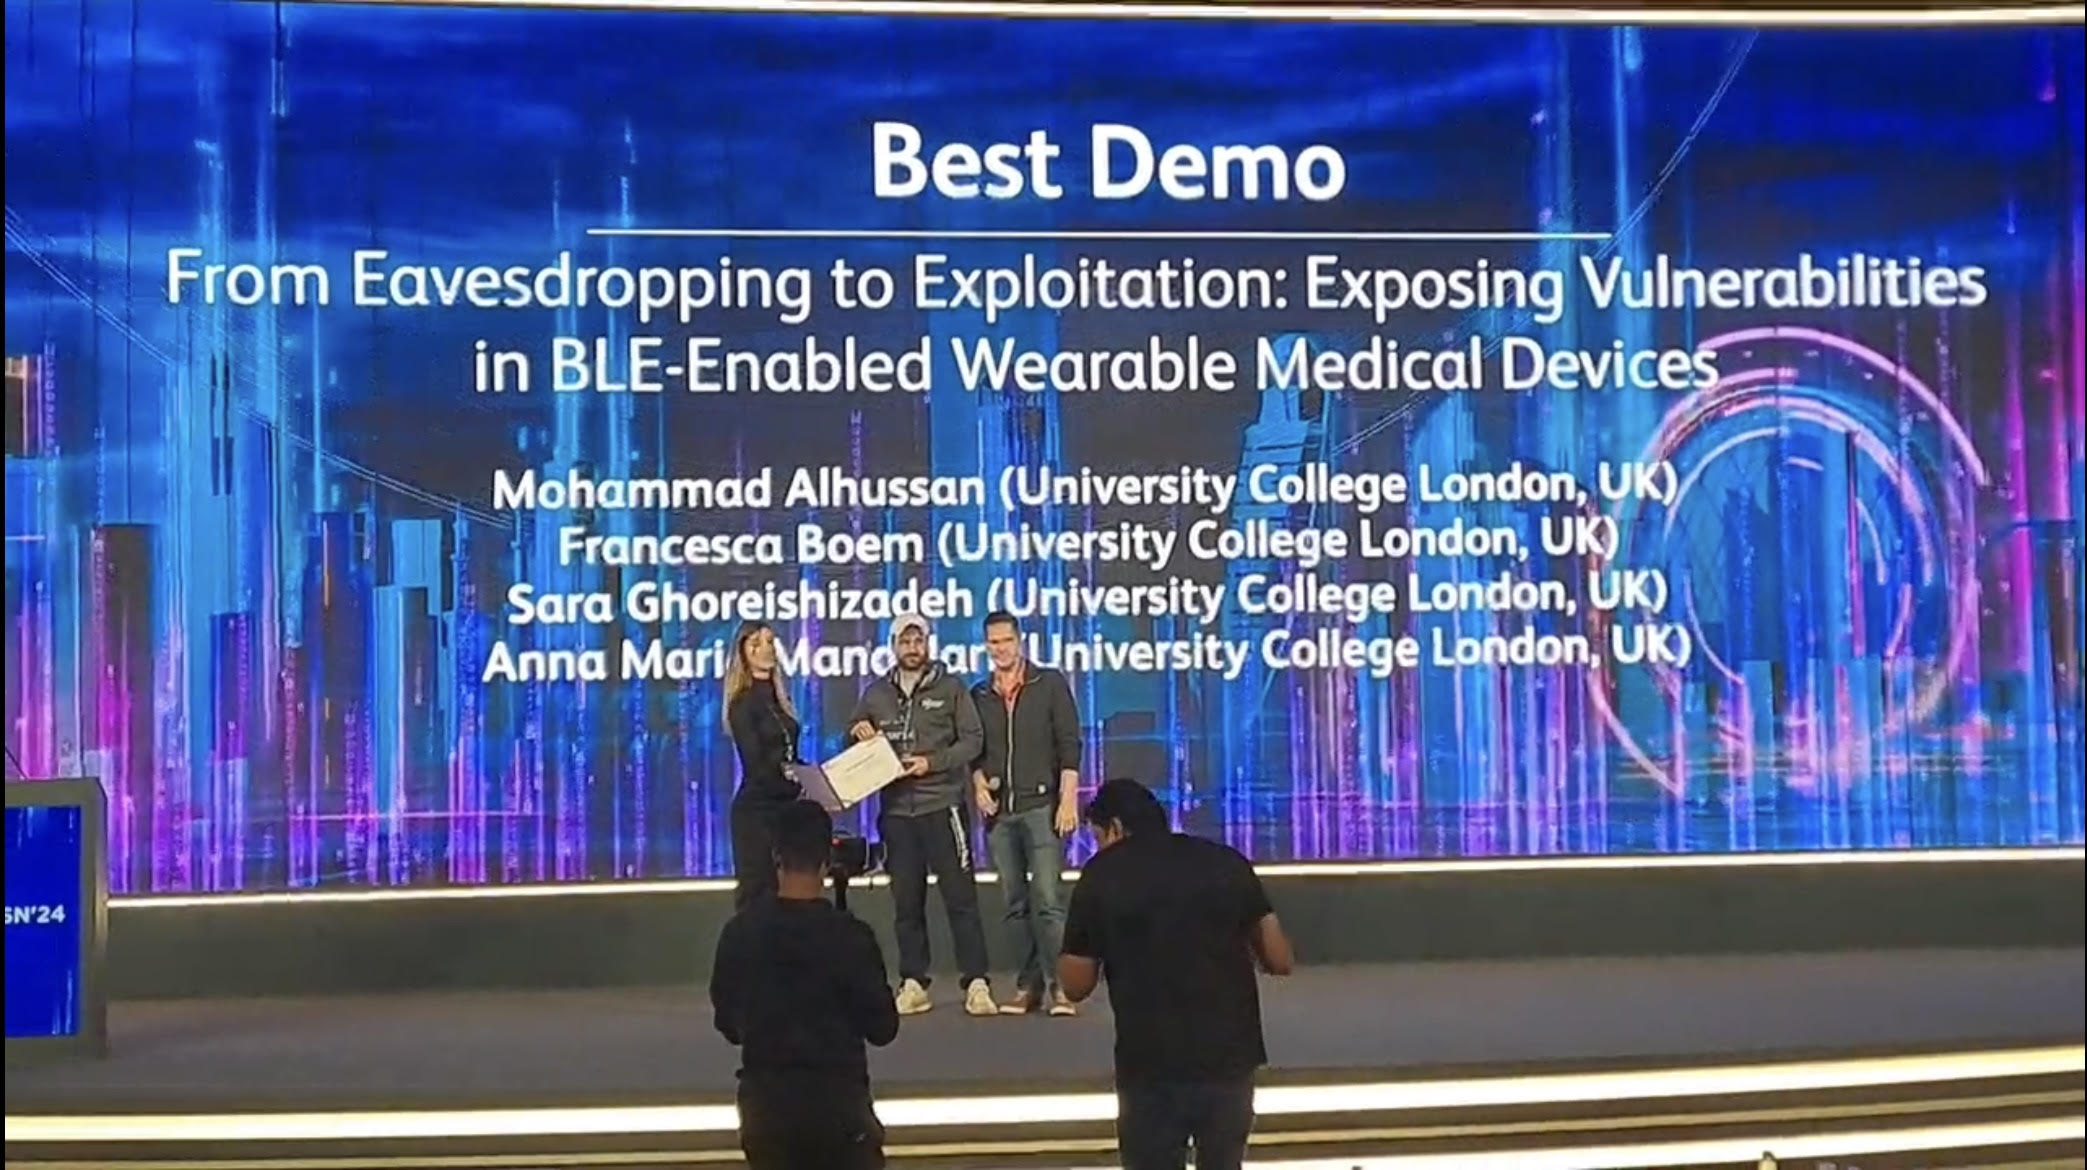 Best Demo
From Eavesdropping to Exploitation: Exposing Vulnerabilities
in BLE-Enabled Wearable Medical Devices
Mohammad Alhussan (University College London, UK)
Francesca Boem (University College London, UK)
Sara Ghoreishizadeh (University College London, UK)
Anna Mari (University College London, UK)
SN'24